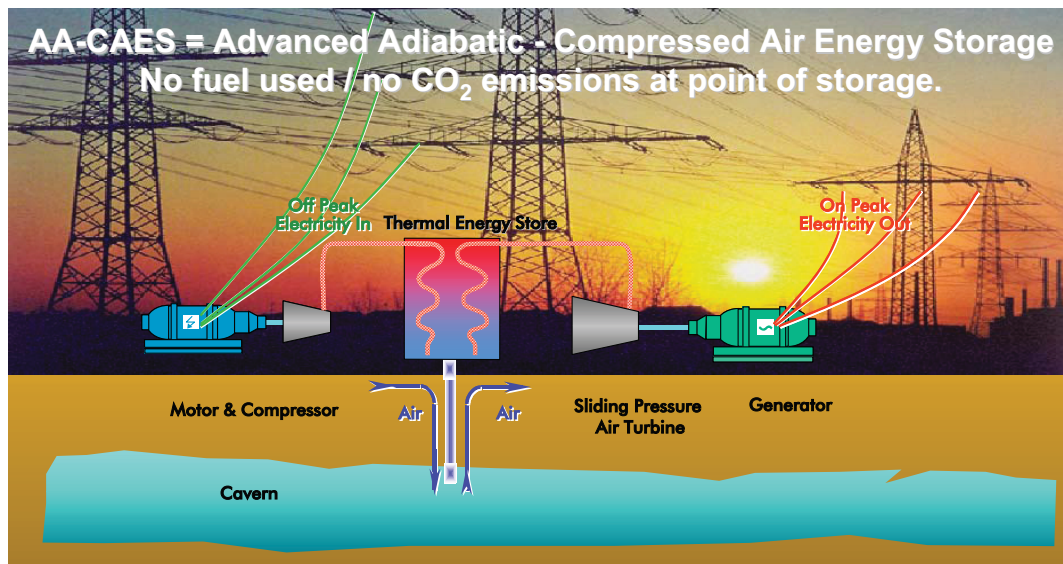 AA-CAES = Advanced Adiabatic - Compressed Air Energy Storage
No fuel used / no CO₂ emissions at point of storage.
Off Peak
Electricity In
Thermal Energy Store
On Peak
Electricity Out
Motor & Compressor
Air
Air
Sliding Pressure
Air Turbine
Generator
Cavern